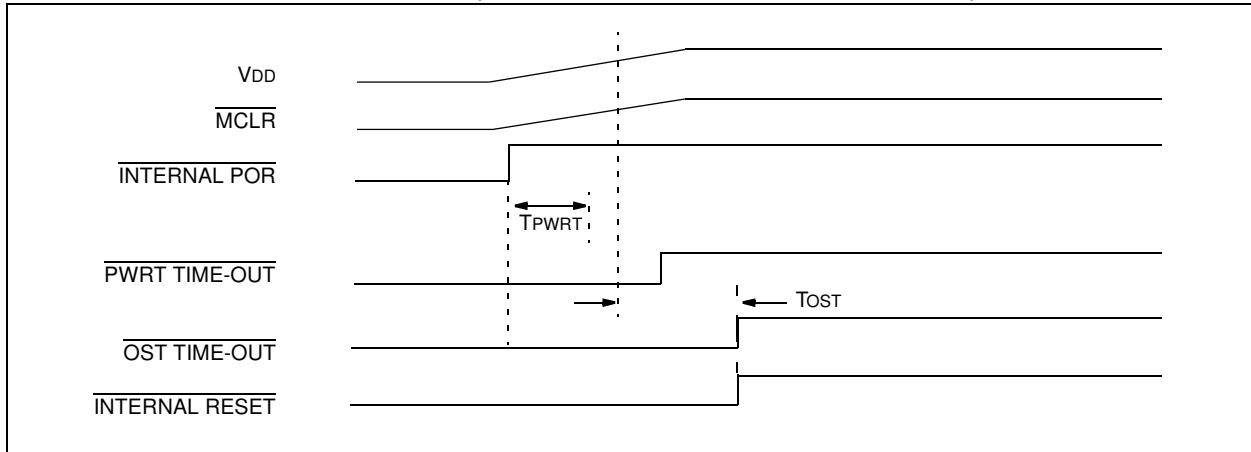 VDD
MCLR
INTERNAL POR
TPWRT
PWRT TIME-OUT
TOST
OST TIME-OUT
INTERNAL RESET